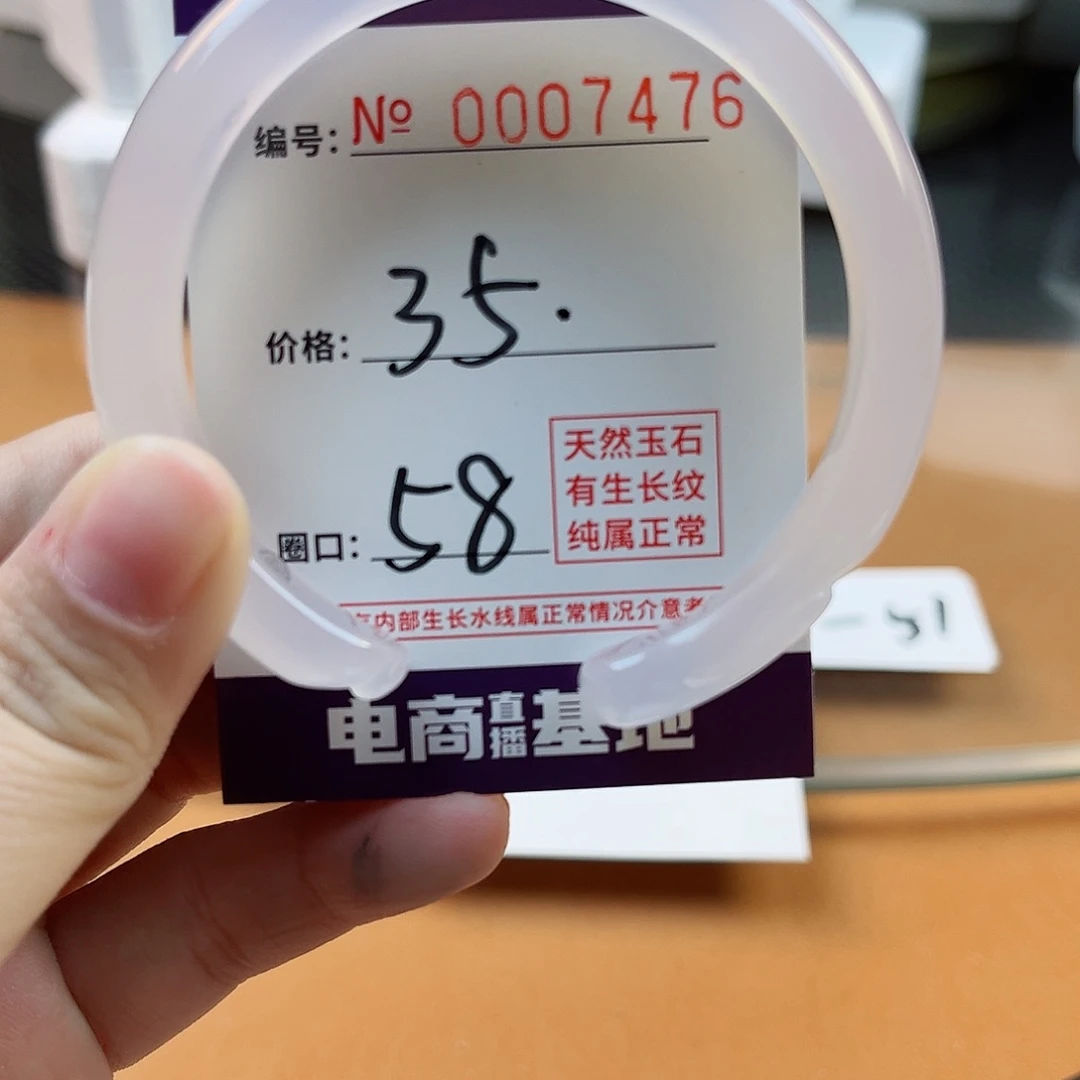 编号: № 0007476
价格: 35.
圈口: 58
天然玉石
有生长纹
纯属正常
内部生长水线属正常情况介意者
电商直播基地
-51